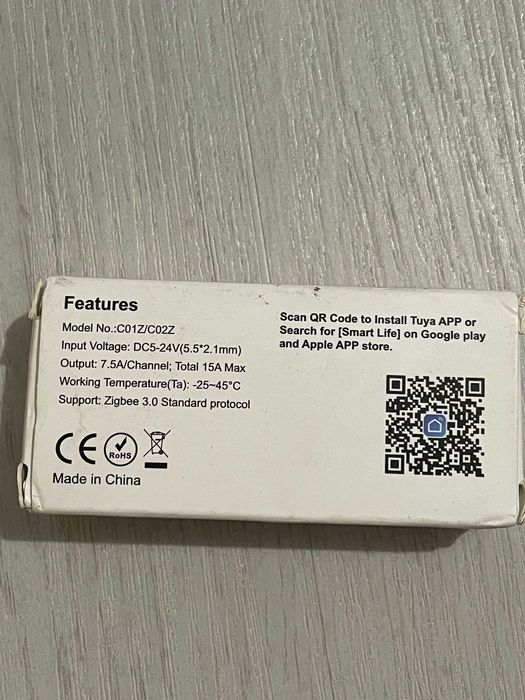 Features
Model No.:C01Z/C02Z
Input Voltage: DC5-24V(5.5*2.1mm)
Output: 7.5A/Channel; Total 15A Max
Working Temperature(Ta): -25~45°C
Support: Zigbee 3.0 Standard protocol
CE RoHS
Made in China
Scan QR Code to Install Tuya APP or
Search for [Smart Life] on Google play
and Apple APP store.